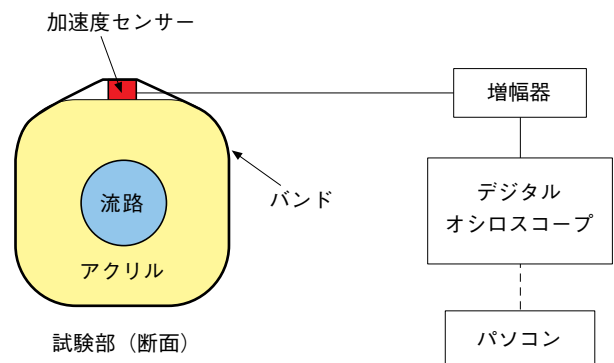 加速度センサー
増幅器
デジタル
オシロスコープ
バンド
流路
アクリル
パソコン
試験部（断面）